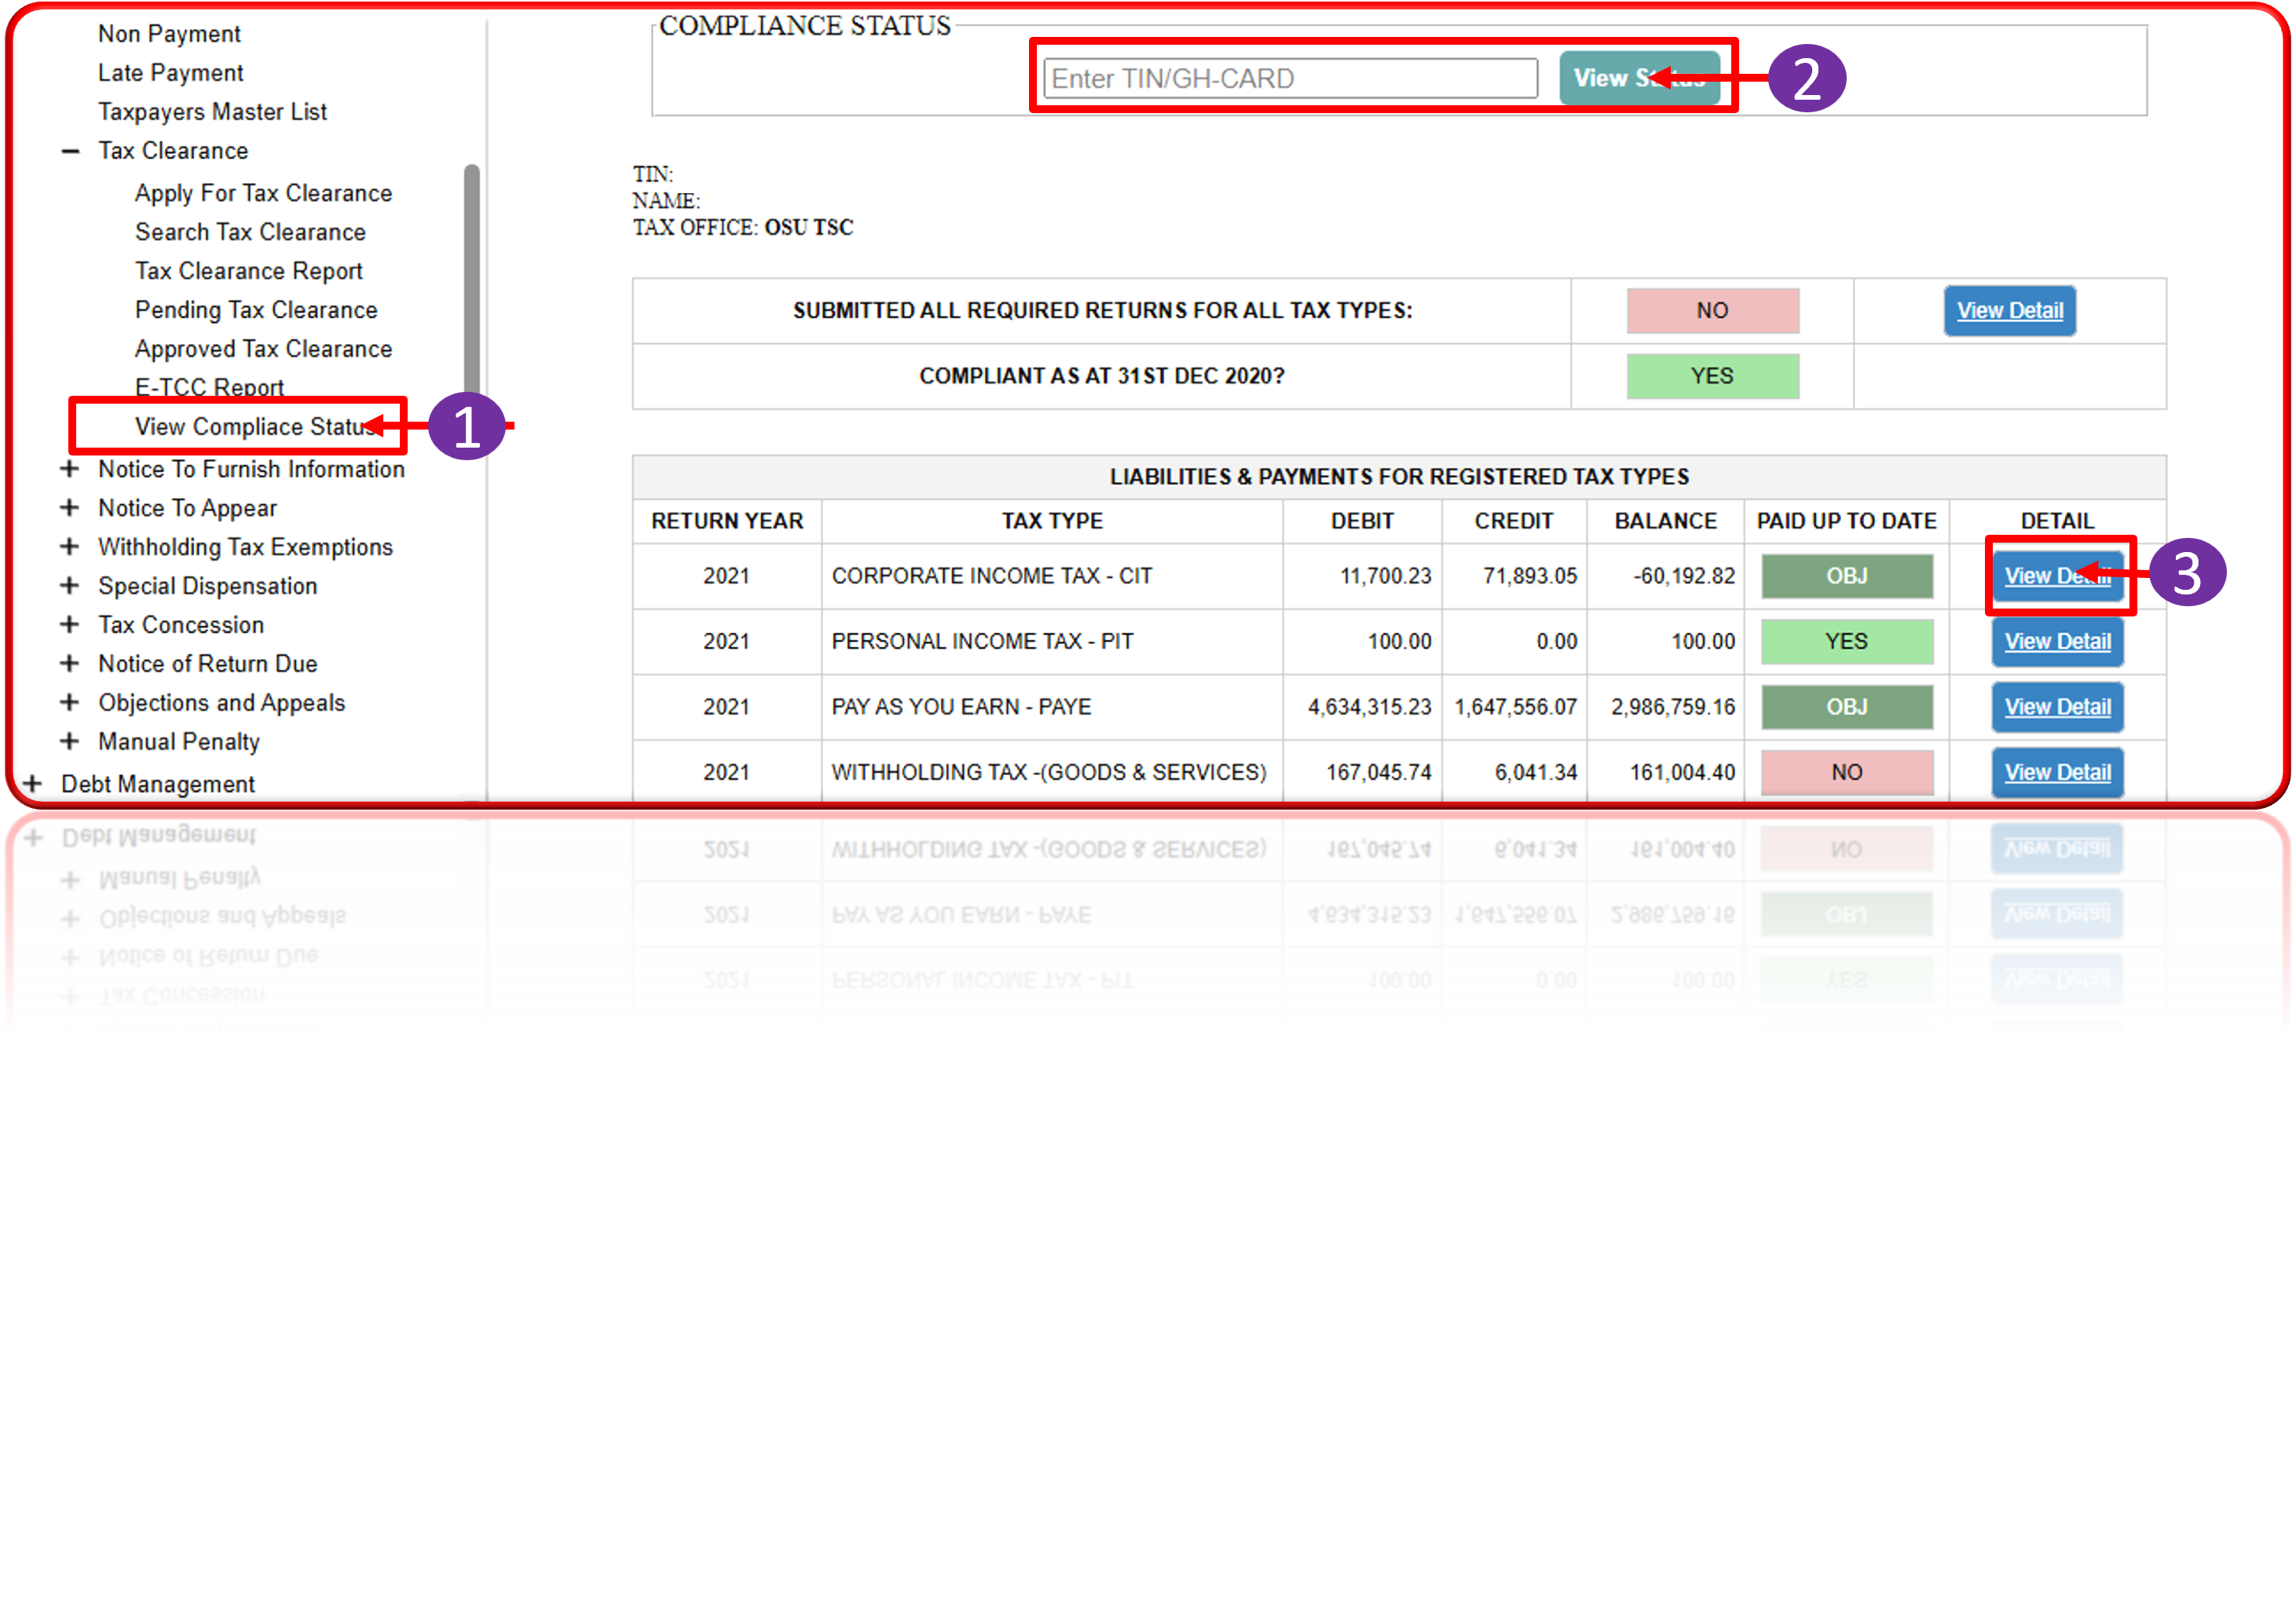 Non Payment
Late Payment
Taxpayers Master List
Tax Clearance
Apply For Tax Clearance
Search Tax Clearance
Tax Clearance Report
Pending Tax Clearance
Approved Tax Clearance
E-TCC Report
View Compliace Status
1
Notice To Furnish Information
Notice To Appear
Withholding Tax Exemptions
Special Dispensation
Tax Concession
Notice of Return Due
Objections and Appeals
Manual Penalty
Debt Management
COMPLIANCE STATUS
Enter TIN/GH-CARD View Status 2
TIN:
NAME:
TAX OFFICE: OSU TSC
SUBMITTED ALL REQUIRED RETURNS FOR ALL TAX TYPES: NO View Detail
COMPLIANT AS AT 31ST DEC 2020? YES
LIABILITIES & PAYMENTS FOR REGISTERED TAX TYPES
RETURN YEAR TAX TYPE DEBIT CREDIT BALANCE PAID UP TO DATE DETAIL
2021 CORPORATE INCOME TAX - CIT 11,700.23 71,893.05 -60,192.82 OBJ View Detail 3
2021 PERSONAL INCOME TAX - PIT 100.00 0.00 100.00 YES View Detail
2021 PAY AS YOU EARN - PAYE 4,634,315.23 1,647,556.07 2,986,759.16 OBJ View Detail
2021 WITHHOLDING TAX -(GOODS & SERVICES) 167,045.74 6,041.34 161,004.40 NO View Detail